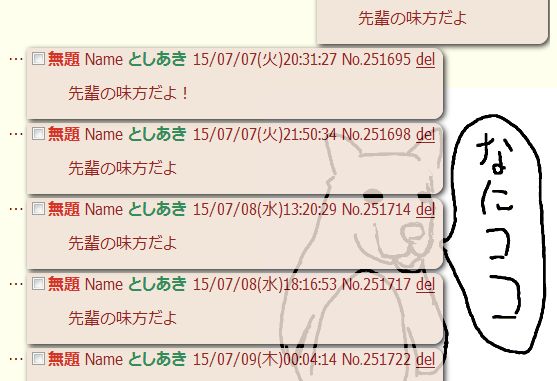 先輩の味方だよ
… 無題 Name としあき 15/07/07(火)20:31:27 No.251695 del
先輩の味方だよ！
… 無題 Name としあき 15/07/07(火)21:50:34 No.251698 del
先輩の味方だよ
… 無題 Name としあき 15/07/08(水)13:20:29 No.251714 del
先輩の味方だよ
… 無題 Name としあき 15/07/08(水)18:16:53 No.251717 del
先輩の味方だよ
… 無題 Name としあき 15/07/09(木)00:04:14 No.251722 del
なにココ